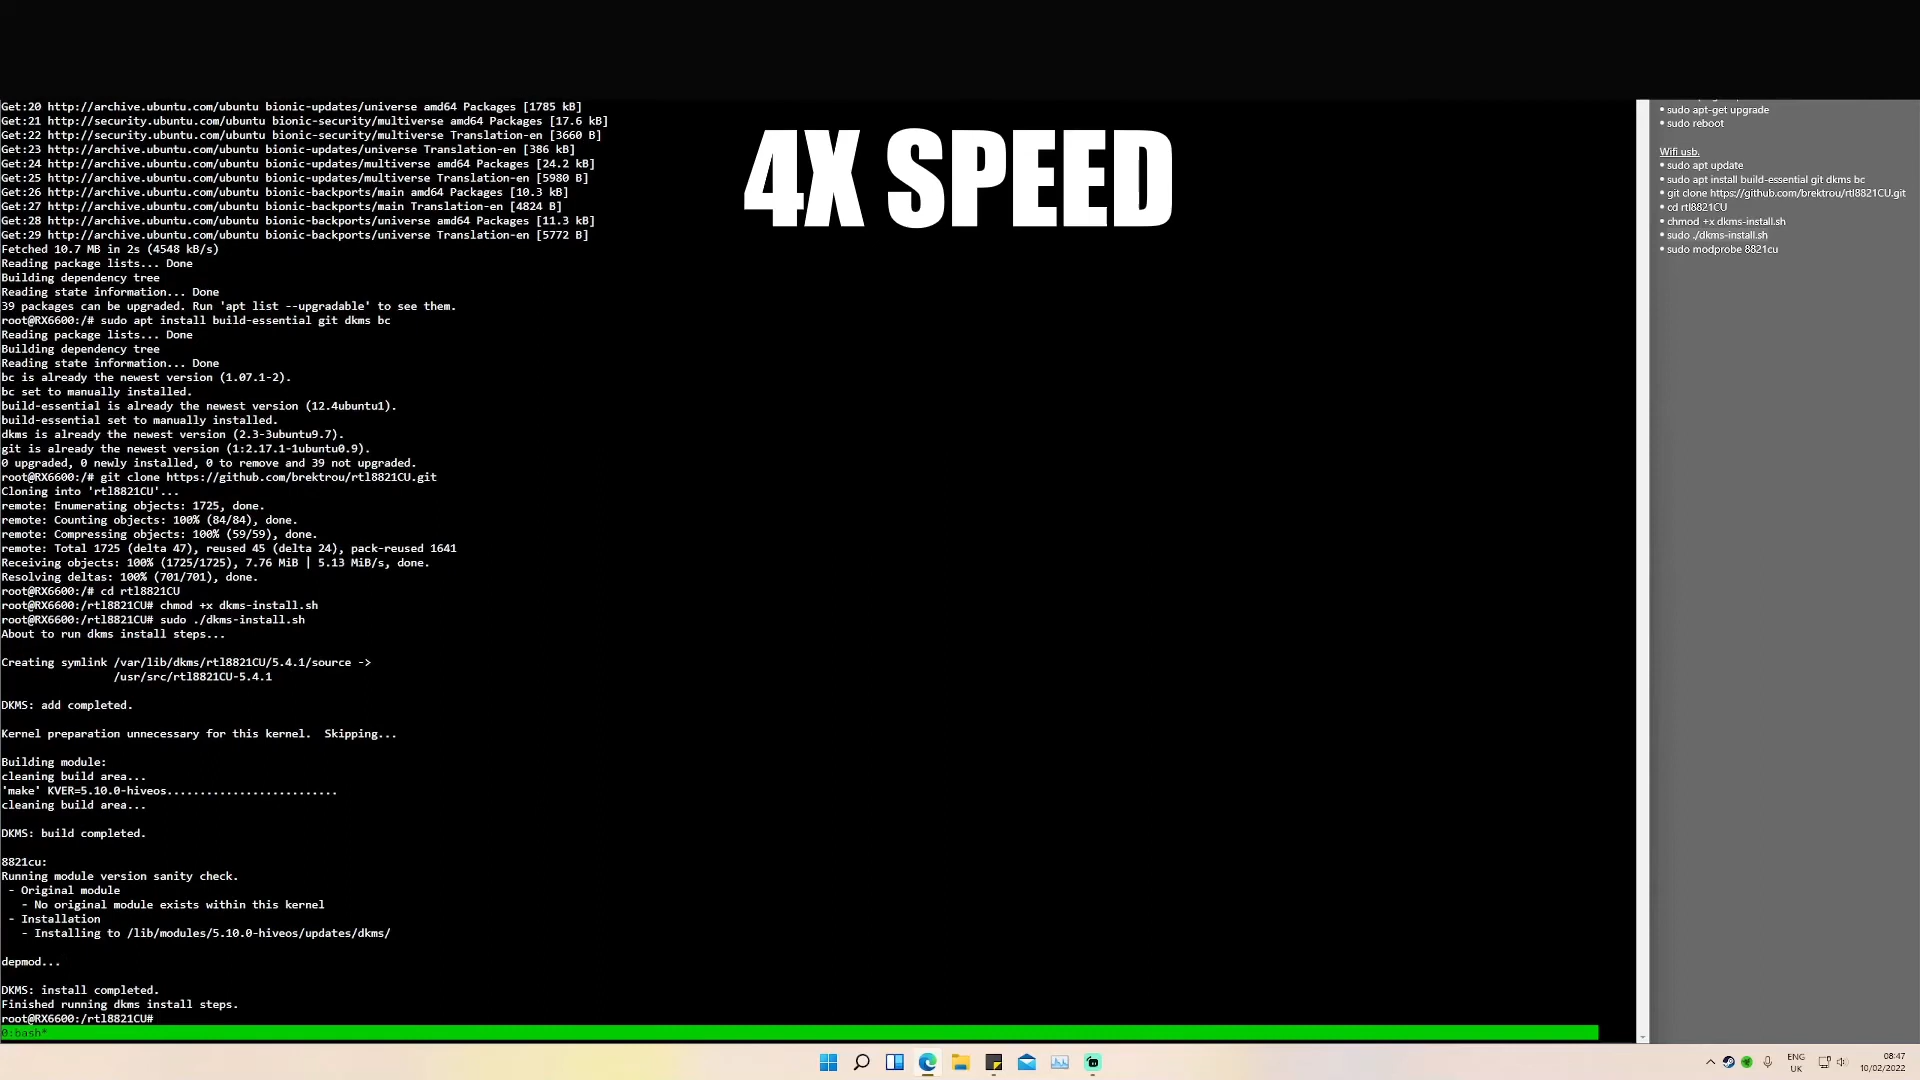 Get:20 http://archive.ubuntu.com/ubuntu bionic-updates/universe amd64 Packages [1785 kB]
Get:21 http://security.ubuntu.com/ubuntu bionic-security/multiverse amd64 Packages [17.6 kB]
Get:22 http://security.ubuntu.com/ubuntu bionic-security/multiverse Translation-en [3660 B]
Get:23 http://archive.ubuntu.com/ubuntu bionic-updates/universe Translation-en [386 kB]
Get:24 http://archive.ubuntu.com/ubuntu bionic-updates/multiverse amd64 Packages [24.2 kB]
Get:25 http://archive.ubuntu.com/ubuntu bionic-updates/multiverse Translation-en [5980 B]
Get:26 http://archive.ubuntu.com/ubuntu bionic-backports/main amd64 Packages [10.3 kB]
Get:27 http://archive.ubuntu.com/ubuntu bionic-backports/main Translation-en [4824 B]
Get:28 http://archive.ubuntu.com/ubuntu bionic-backports/universe amd64 Packages [11.3 kB]
Get:29 http://archive.ubuntu.com/ubuntu bionic-backports/universe Translation-en [5772 B]
Fetched 10.7 MB in 2s (4548 kB/s)
Reading package lists... Done
Building dependency tree
Reading state information... Done
39 packages can be upgraded. Run 'apt list --upgradable' to see them.
root@RX6600:/# sudo apt install build-essential git dkms bc
Reading package lists... Done
Building dependency tree
Reading state information... Done
bc is already the newest version (1.07.1-2).
bc set to manually installed.
build-essential is already the newest version (12.4ubuntu1).
build-essential set to manually installed.
dkms is already the newest version (2.3-3ubuntu9.7).
git is already the newest version (1:2.17.1-1ubuntu0.9).
0 upgraded, 0 newly installed, 0 to remove and 39 not upgraded.
root@RX6600:/# git clone https://github.com/brektrou/rtl8821CU.git
Cloning into 'rtl8821CU'...
remote: Enumerating objects: 1725, done.
remote: Counting objects: 100% (84/84), done.
remote: Compressing objects: 100% (59/59), done.
remote: Total 1725 (delta 47), reused 45 (delta 24), pack-reused 1641
Receiving objects: 100% (1725/1725), 7.76 MiB | 5.13 MiB/s, done.
Resolving deltas: 100% (701/701), done.
root@RX6600:/# cd rtl8821CU
root@RX6600:/rtl8821CU# chmod +x dkms-install.sh
root@RX6600:/rtl8821CU# sudo ./dkms-install.sh
About to run dkms install steps...
Creating symlink /var/lib/dkms/rtl8821CU/5.4.1/source ->
/usr/src/rtl8821CU-5.4.1
DKMS: add completed.
Kernel preparation unnecessary for this kernel.  Skipping...
Building module:
cleaning build area...
'make' KVER=5.10.0-hiveos..........................
cleaning build area...
DKMS: build completed.
8821cu:
Running module version sanity check.
- Original module
- No original module exists within this kernel
- Installation
- Installing to /lib/modules/5.10.0-hiveos/updates/dkms/
depmod...
DKMS: install completed.
Finished running dkms install steps.
root@RX6600:/rtl8821CU#
0:bash*
4X SPEED
• sudo apt-get upgrade
• sudo reboot
Wifi usb.
• sudo apt update
• sudo apt install build-essential git dkms bc
• git clone https://github.com/brektrou/rtl8821CU.git
• cd rtl8821CU
• chmod +x dkms-install.sh
• sudo ./dkms-install.sh
• sudo modprobe 8821cu
ENG
UK
08:47
10/02/2022